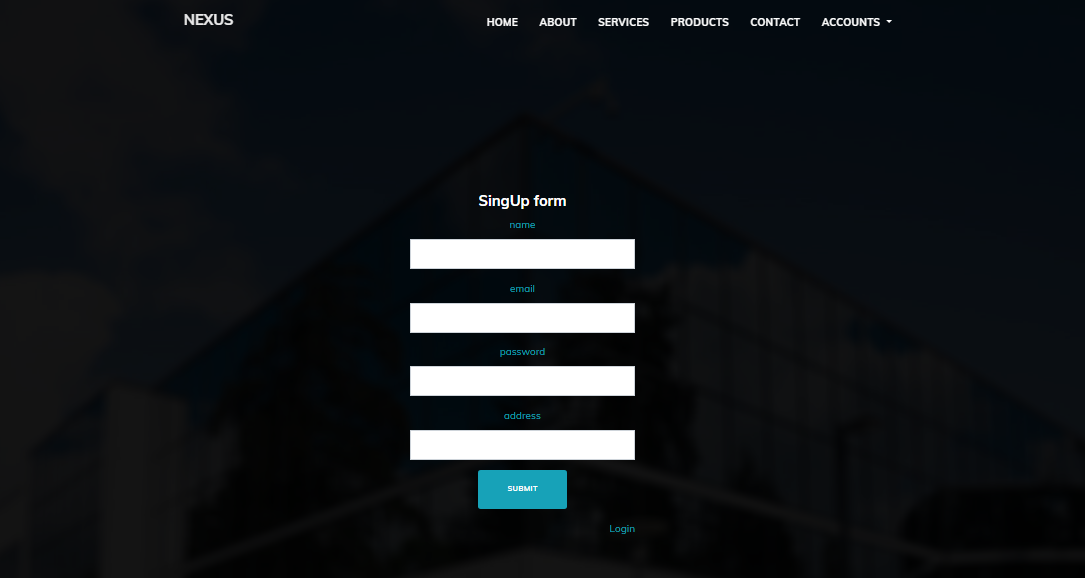 NEXUS
HOME ABOUT SERVICES PRODUCTS CONTACT ACCOUNTS
SingUp form
name
email
password
address
SUBMIT
Login